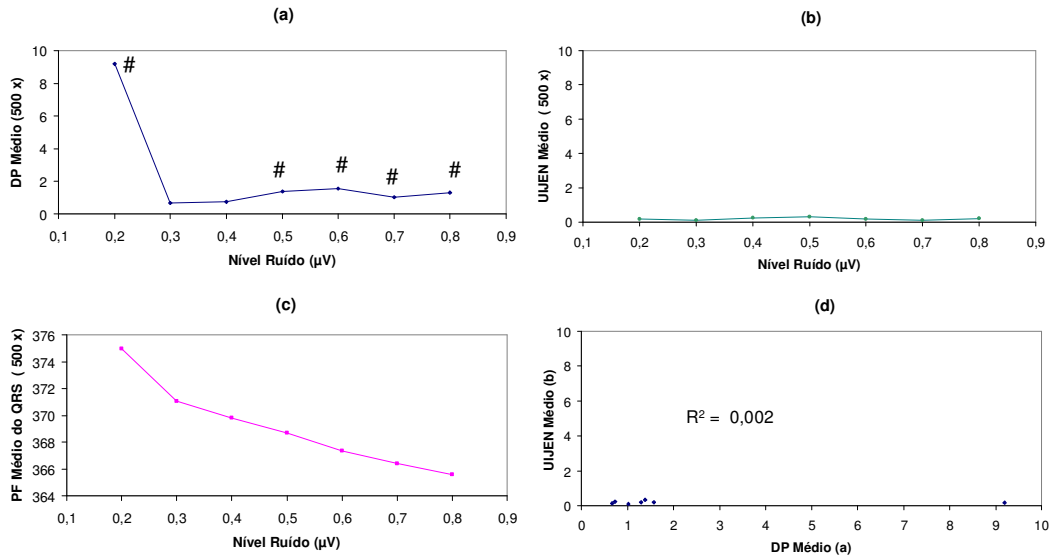 (a)
DP Médio (500 x)
10
8
6
4
2
0
#
#
#
#
#
0,1 0,2 0,3 0,4 0,5 0,6 0,7 0,8 0,9
Nível Ruído (µV)
(b)
UIJEN Médio ( 500 x)
10
8
6
4
2
0
0,1 0,2 0,3 0,4 0,5 0,6 0,7 0,8 0,9
Nível Ruído (µV)
(c)
PF Médio do QRS ( 500 x)
376
374
372
370
368
366
364
0,1 0,2 0,3 0,4 0,5 0,6 0,7 0,8 0,9
Nível Ruído (µV)
(d)
UIJEN Médio (b)
10
8
6
4
2
0
R² = 0,002
0 1 2 3 4 5 6 7 8 9 10
DP Médio (a)